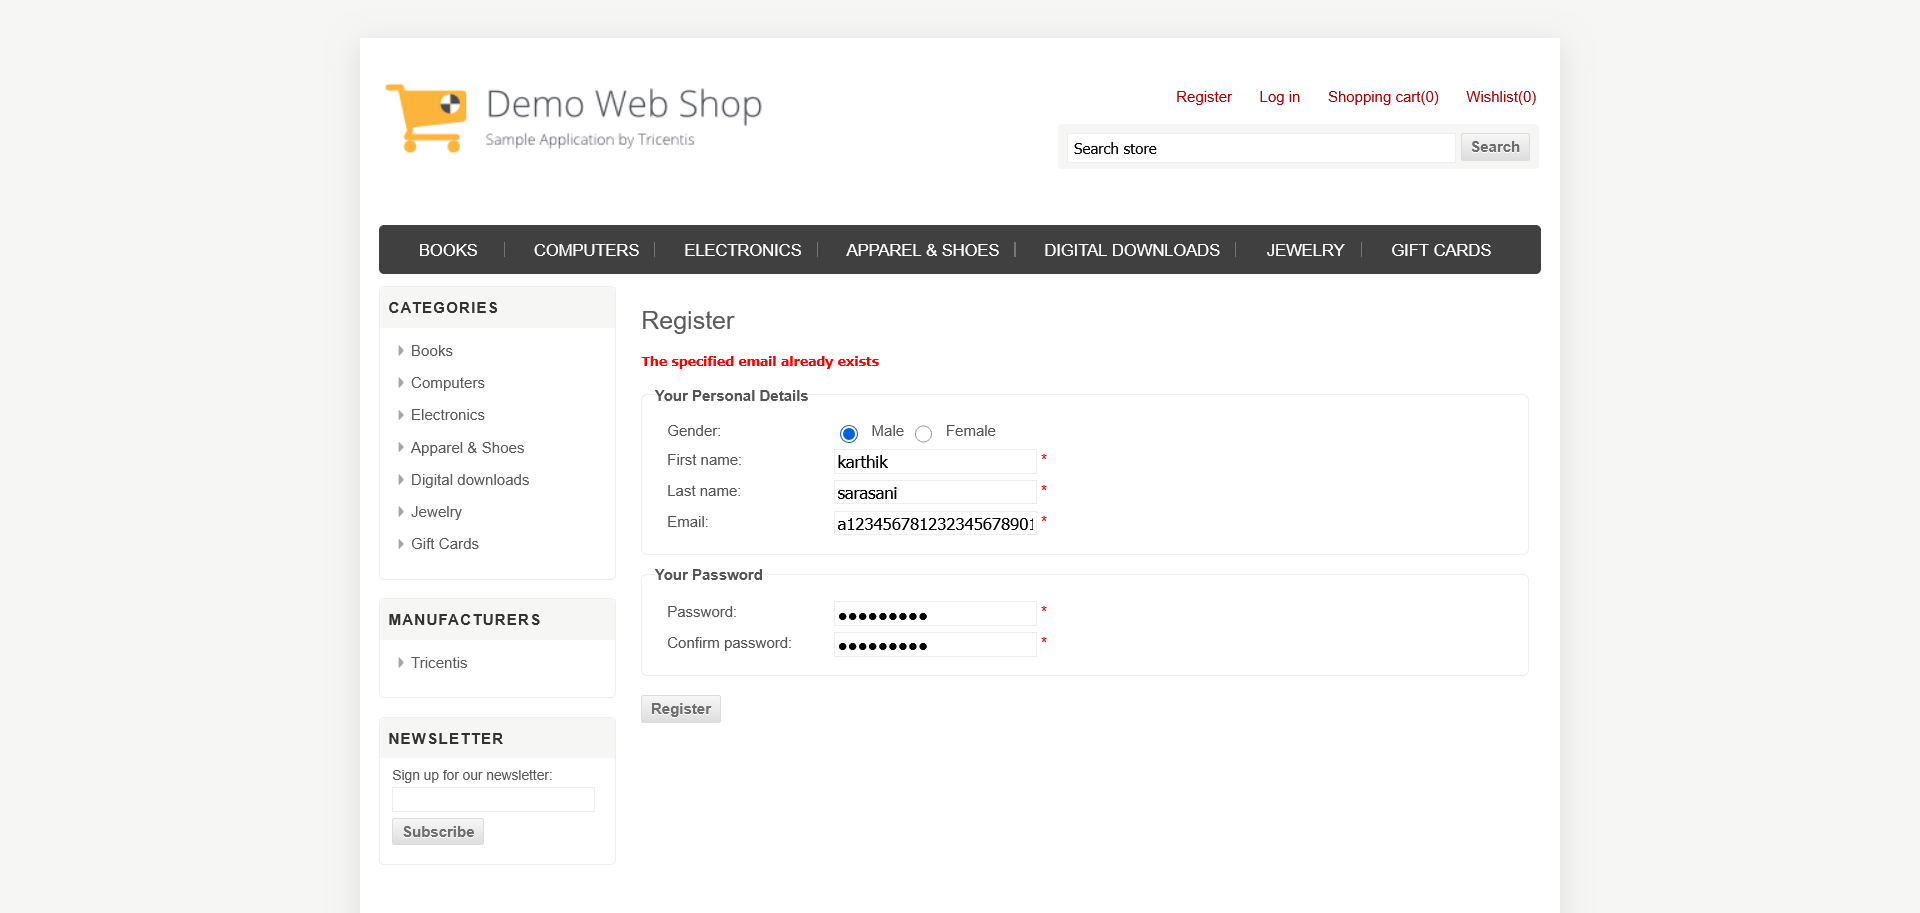 Demo Web Shop
Sample Application by Tricentis
Register Log in Shopping cart(0) Wishlist(0)
Search store Search
BOOKS COMPUTERS ELECTRONICS APPAREL & SHOES DIGITAL DOWNLOADS JEWELRY GIFT CARDS
CATEGORIES
Books
Computers
Electronics
Apparel & Shoes
Digital downloads
Jewelry
Gift Cards
MANUFACTURERS
Tricentis
NEWSLETTER
Sign up for our newsletter:
Subscribe
Register
The specified email already exists
Your Personal Details
Gender: Male Female
First name: karthik *
Last name: sarasani *
Email: a123456781232345678901 *
Your Password
Password: ●●●●●●●●● *
Confirm password: ●●●●●●●●● *
Register